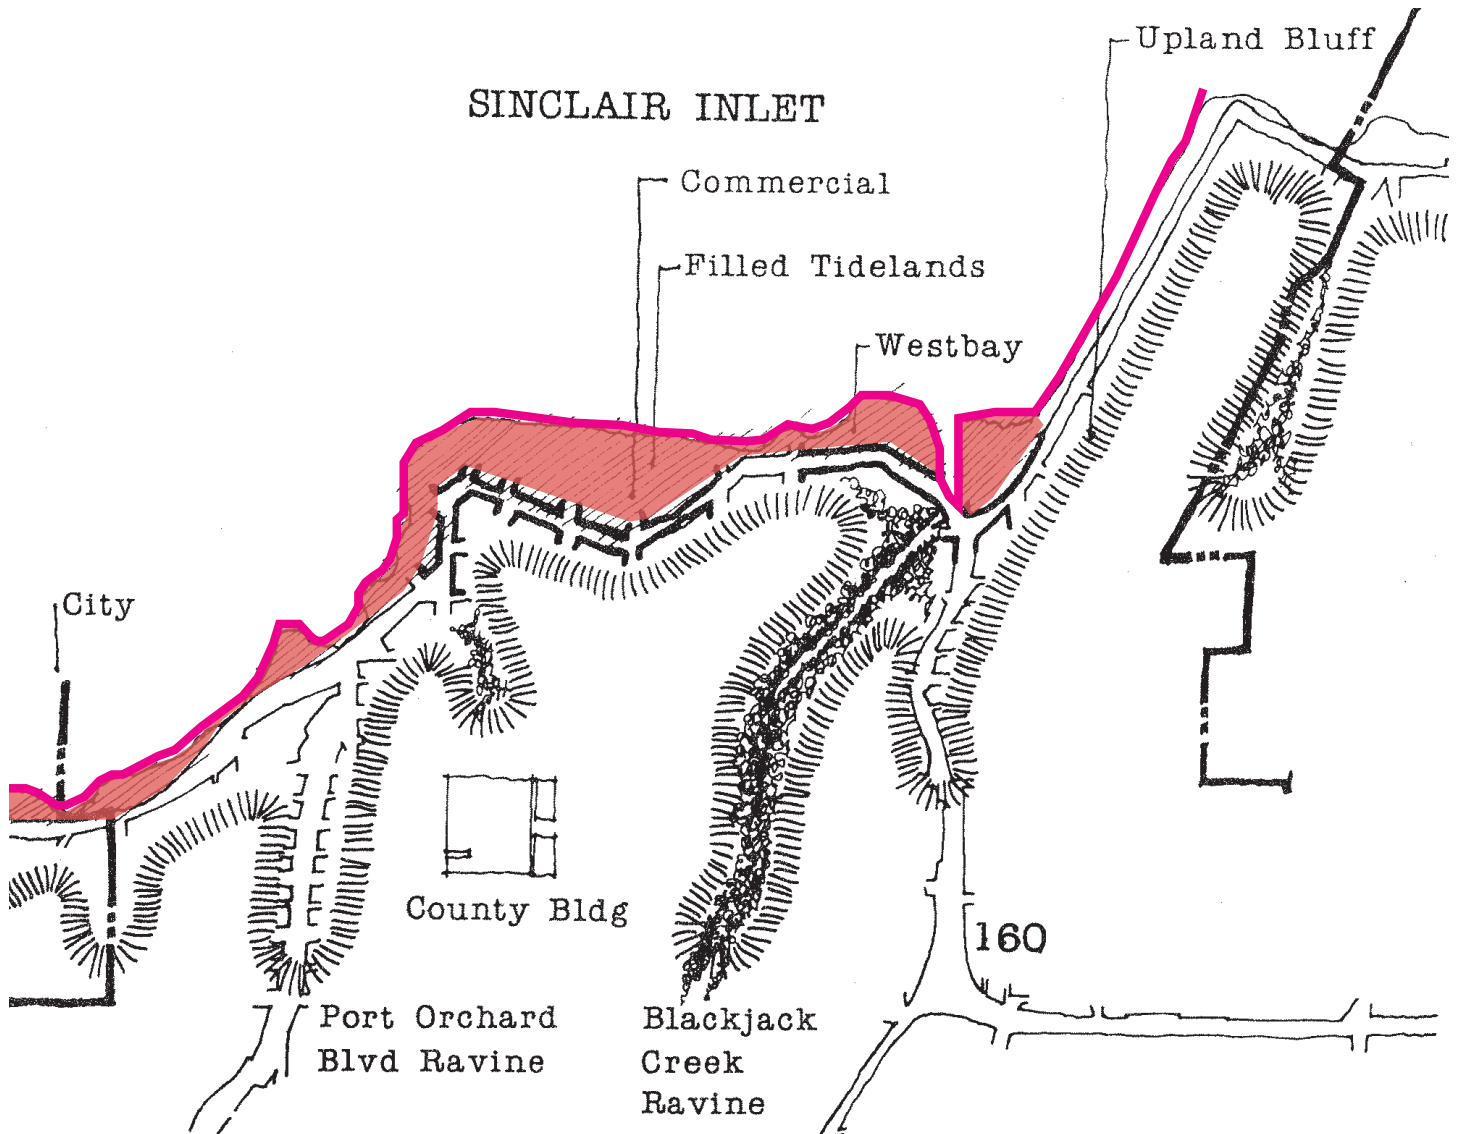 Upland Bluff
SINCLAIR INLET
Commercial
Filled Tidelands
Westbay
City
County Bldg
160
Port Orchard
Blvd Ravine
Blackjack
Creek
Ravine